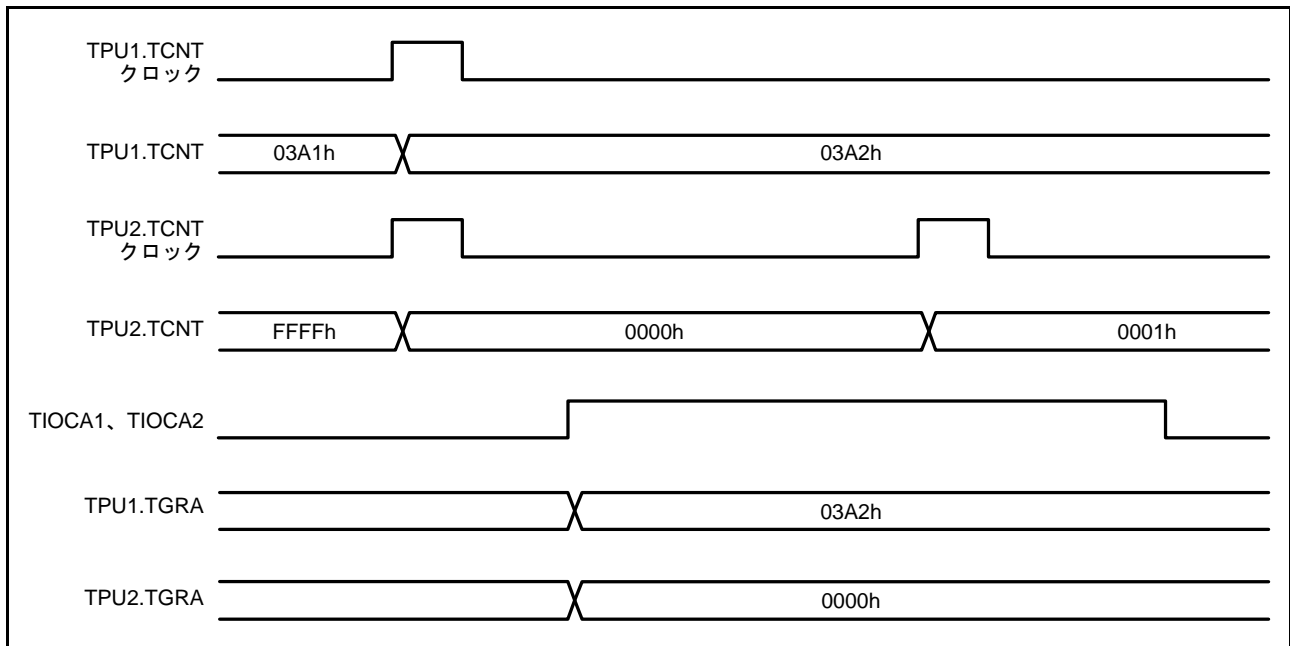 TPU1.TCNT
クロック
TPU1.TCNT
03A1h
03A2h
TPU2.TCNT
クロック
TPU2.TCNT
FFFFh
0000h
0001h
TIOCA1、TIOCA2
TPU1.TGRA
03A2h
TPU2.TGRA
0000h